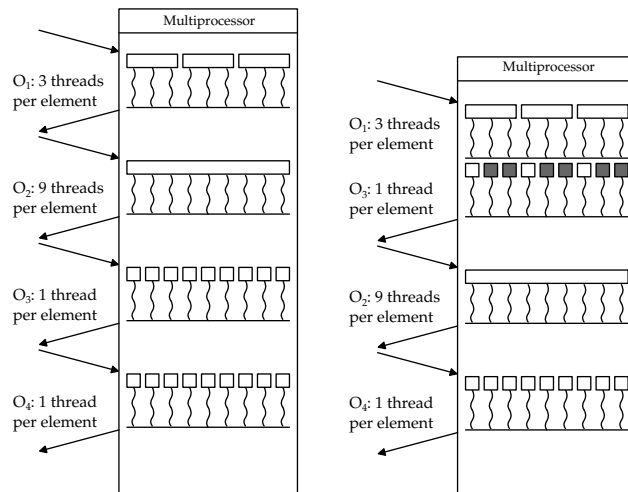 Multiprocessor
O₁: 3 threads
per element
O₂: 9 threads
per element
O₃: 1 thread
per element
O₄: 1 thread
per element
Multiprocessor
O₁: 3 threads
per element
O₃: 1 thread
per element
O₂: 9 threads
per element
O₄: 1 thread
per element